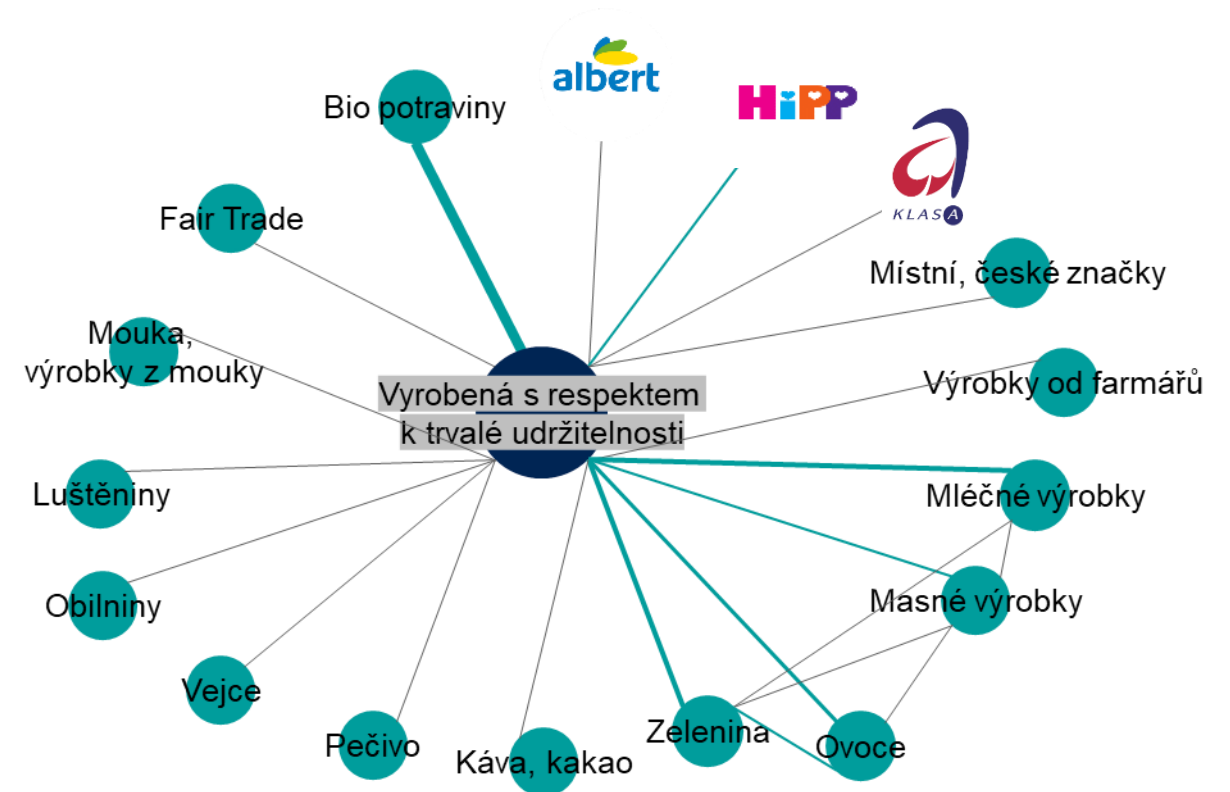 albert
HiPP
Bio potraviny
KLASA
Fair Trade
Místní, české značky
Mouka,
výrobky z mouky
Vyrobená s respektem
k trvalé udržitelnosti
Výrobky od farmářů
Luštěniny
Mléčné výrobky
Obilniny
Masné výrobky
Vejce
Pečivo
Káva, kakao
Zelenina
Ovoce